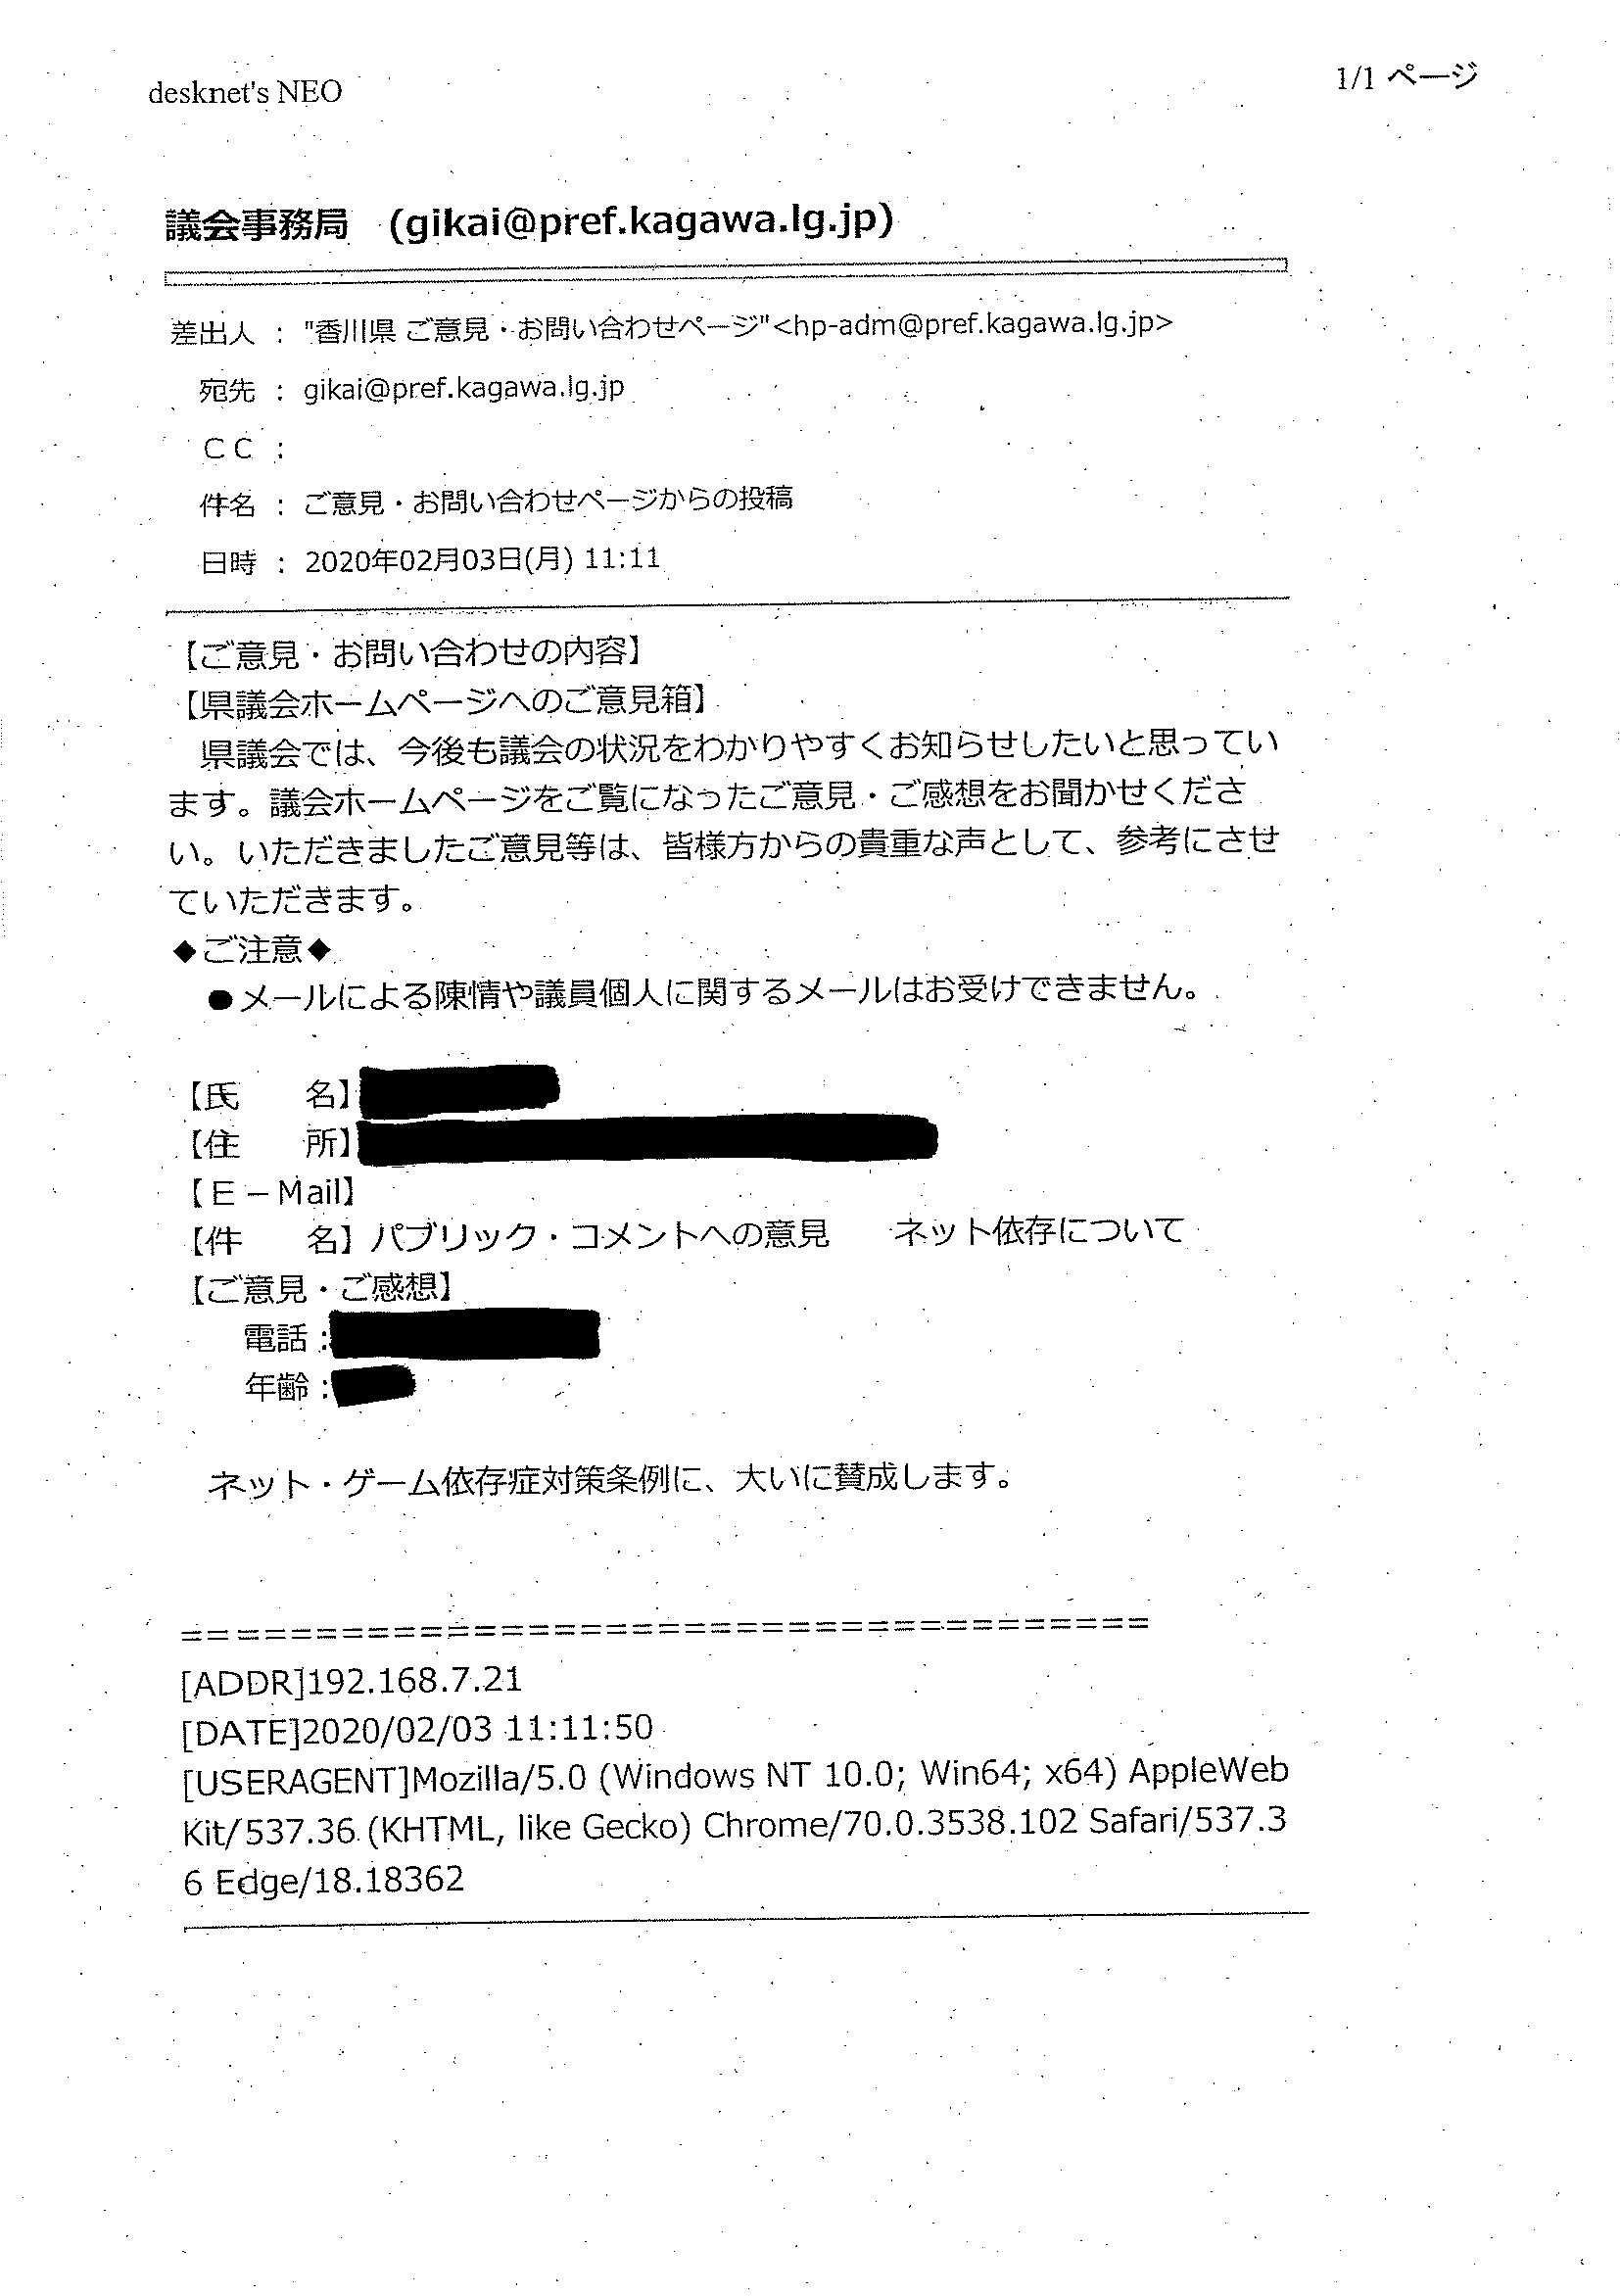 desknet's NEO
1/1 ページ
議会事務局 (gikai@pref.kagawa.lg.jp)
差出人 : "香川県 ご意見・お問い合わせページ"<hp-adm@pref.kagawa.lg.jp>
宛先 : gikai@pref.kagawa.lg.jp
CC :
件名 : ご意見・お問い合わせページからの投稿
日時 : 2020年02月03日(月) 11:11
【ご意見・お問い合わせの内容】
【県議会ホームページへのご意見箱】
県議会では、今後も議会の状況をわかりやすくお知らせしたいと思ってい
ます。議会ホームページをご覧になったご意見・ご感想をお聞かせくださ
い。いただきましたご意見等は、皆様方からの貴重な声として、参考にさせ
ていただきます。
◆ご注意◆
●メールによる陳情や議員個人に関するメールはお受けできません。
【氏　　名】
【住　　所】
【E－Mail】
【件　　名】パブリック・コメントへの意見　　ネット依存について
【ご意見・ご感想】
電話:
年齢:
ネット・ゲーム依存症対策条例に、大いに賛成します。
=====================================
[ADDR]192.168.7.21
[DATE]2020/02/03 11:11:50
[USERAGENT]Mozilla/5.0 (Windows NT 10.0; Win64; x64) AppleWeb
Kit/537.36 (KHTML, like Gecko) Chrome/70.0.3538.102 Safari/537.3
6 Edge/18.18362